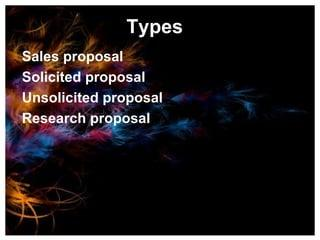 Types
Sales proposal
Solicited proposal
Unsolicited proposal
Research proposal